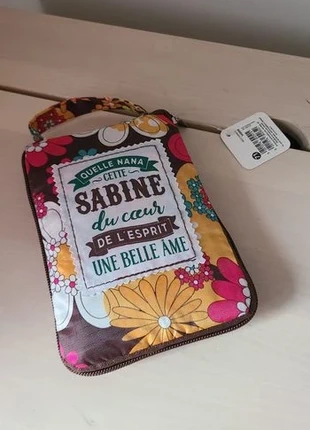 QUELLE NANA
CETTE
SABINE
du cœur
DE L'ESPRIT
UNE BELLE ÂME